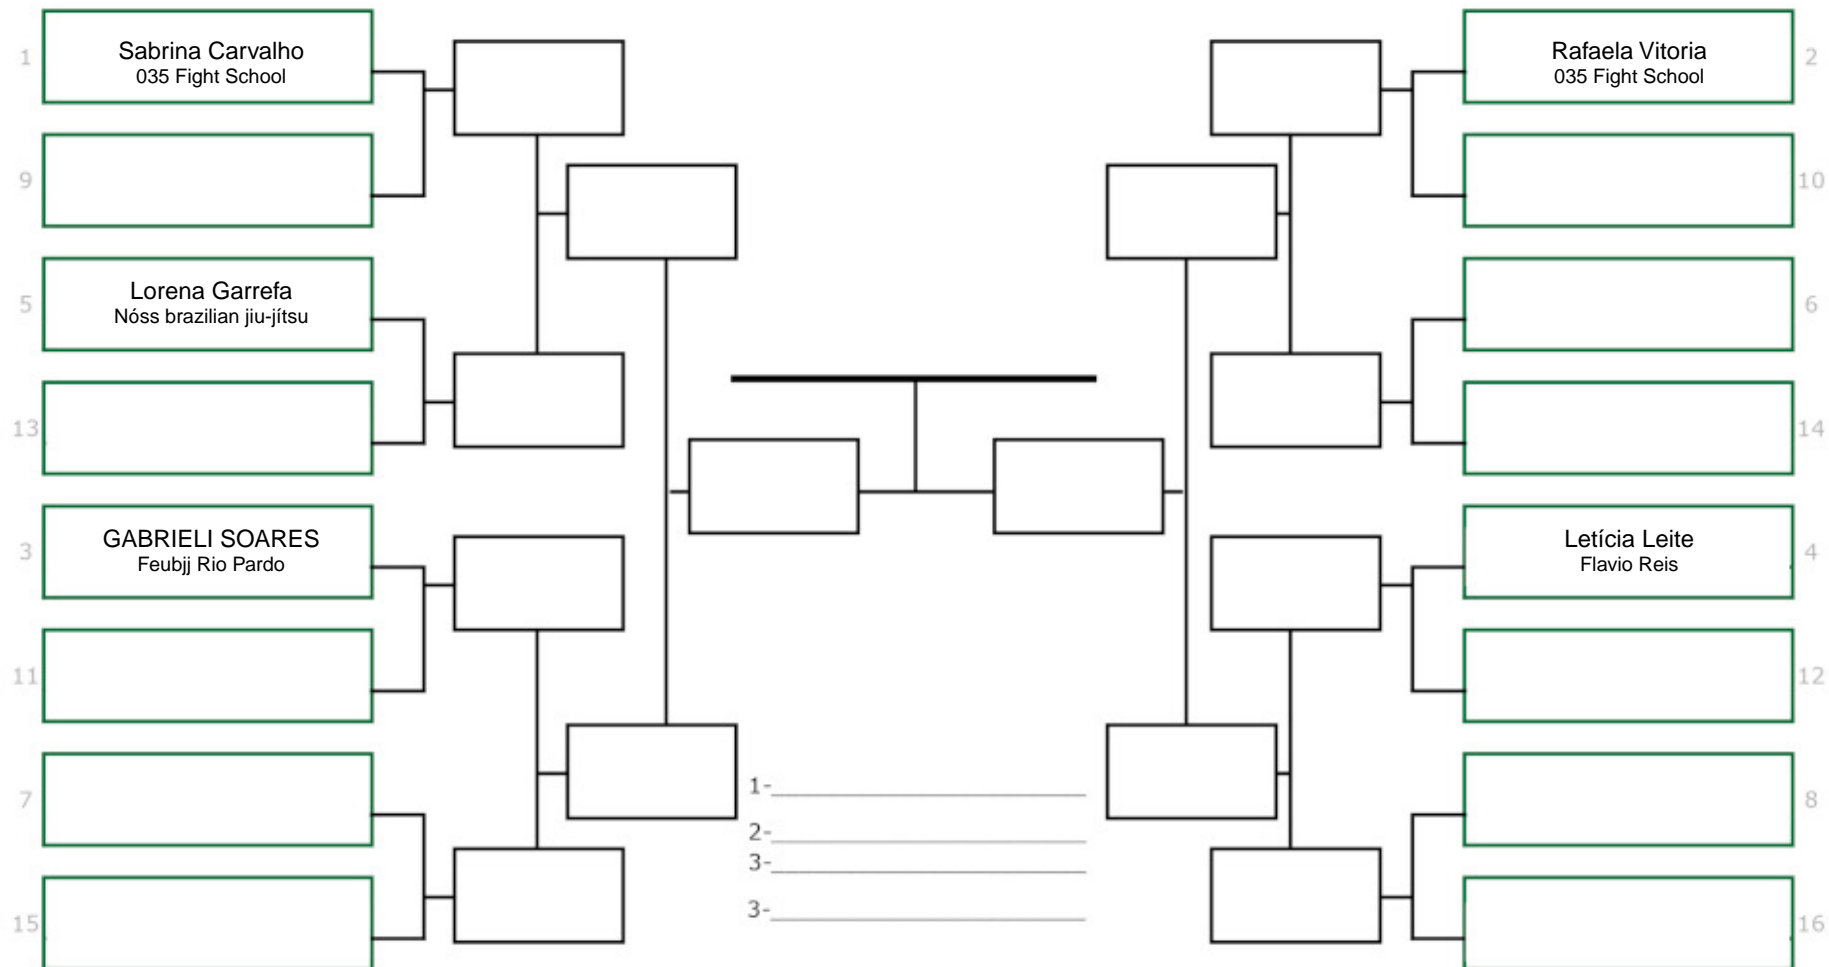 1
Sabrina Carvalho
035 Fight School
9
5
Lorena Garrefa
Nóss brazilian jiu-jítsu
13
3
GABRIELI SOARES
Feubjj Rio Pardo
11
7
15
1-
2-
3-
3-
Rafaela Vitoria
035 Fight School
2
10
6
14
Letícia Leite
Flavio Reis
4
12
8
16